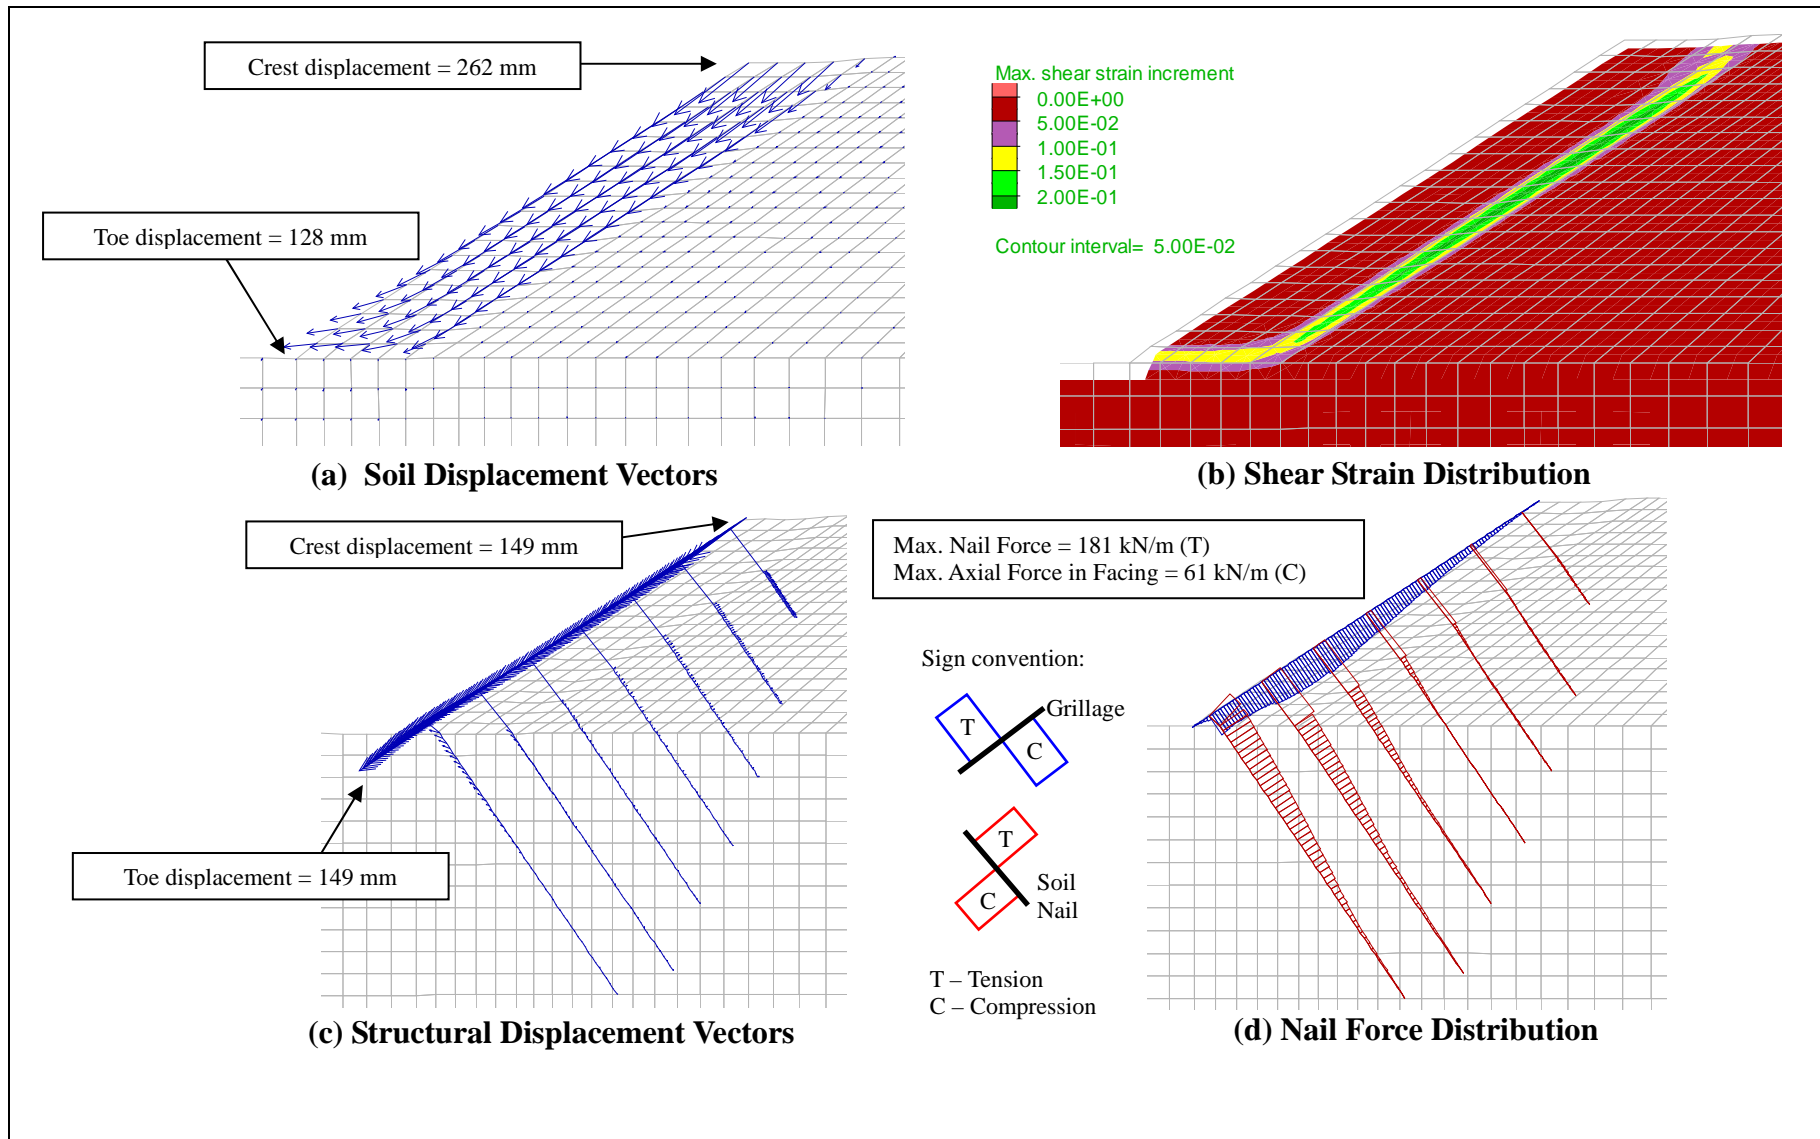 Crest displacement = 262 mm
Toe displacement = 128 mm
(a) Soil Displacement Vectors
Max. shear strain increment
0.00E+00
5.00E-02
1.00E-01
1.50E-01
2.00E-01
Contour interval= 5.00E-02
(b) Shear Strain Distribution
Crest displacement = 149 mm
Toe displacement = 149 mm
(c) Structural Displacement Vectors
Max. Nail Force = 181 kN/m (T)
Max. Axial Force in Facing = 61 kN/m (C)
Sign convention:
Grillage
T
C
T
C
Soil
Nail
T – Tension
C – Compression
(d) Nail Force Distribution